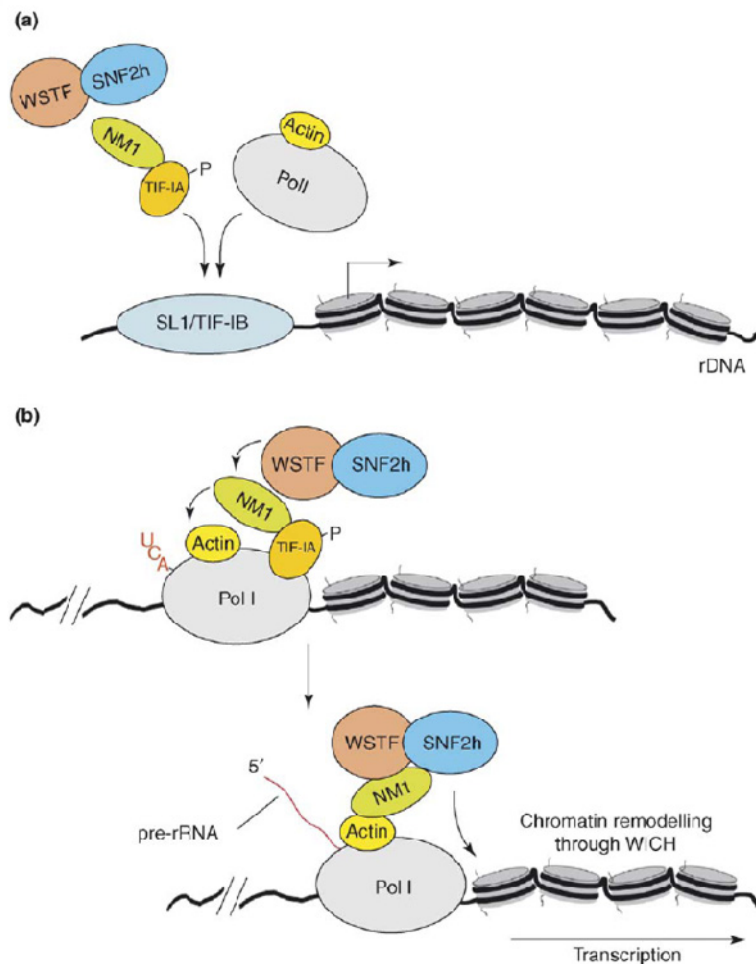 (a)
WSTF
SNF2h
NM1
TIF-IA
P
Actin
PolI
SL1/TIF-IB
rDNA
(b)
WSTF
SNF2h
NM1
Actin
TIF-IA
P
UCA
Pol I
WSTF
SNF2h
5'
NM1
pre-rRNA
Actin
Chromatin remodelling
through WICH
Pol I
Transcription